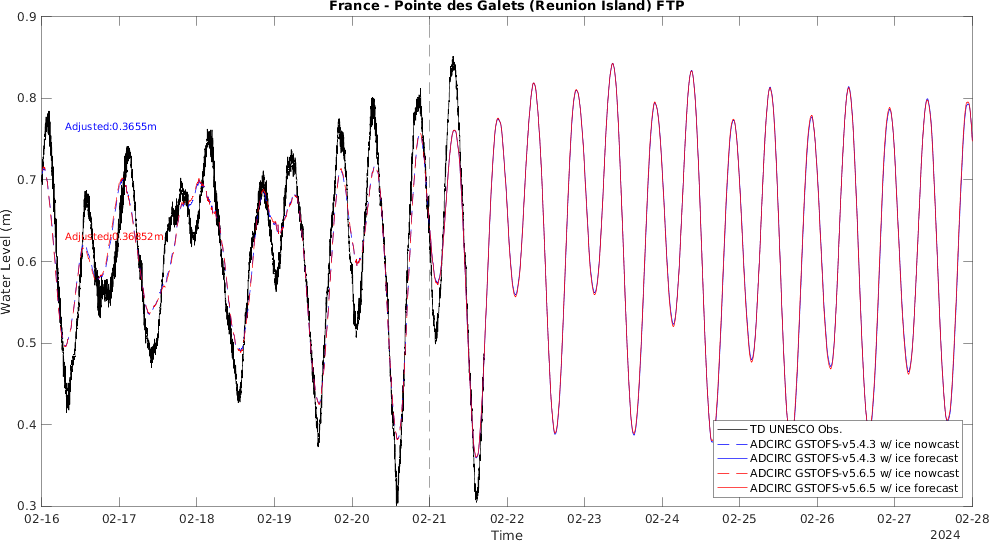 France - Pointe des Galets (Reunion Island) FTP
0.9
0.8
0.7
0.6
0.5
0.4
0.3
Water Level (m)
Adjusted:0.3655m
Adjusted:0.36852m
TD UNESCO Obs.
ADCIRC GSTOFS-v5.4.3 w/ ice nowcast
ADCIRC GSTOFS-v5.4.3 w/ ice forecast
ADCIRC GSTOFS-v5.6.5 w/ ice nowcast
ADCIRC GSTOFS-v5.6.5 w/ ice forecast
02-16 02-17 02-18 02-19 02-20 02-21 02-22 02-23 02-24 02-25 02-26 02-27 02-28
Time
2024